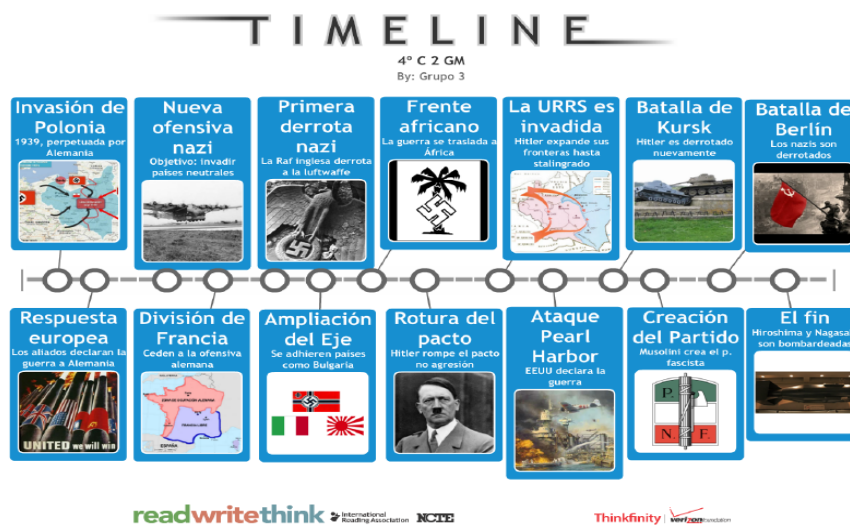 TIMELINE
4º C 2 GM
By: Grupo 3
Invasión de
Polonia
1939, perpetuada por
Alemania
Nueva
ofensiva
nazi
Objetivo: invadir
países neutrales
Primera
derrota
nazi
La Raf inglesa derrota
a la luftwaffe
Frente
africano
La guerra se traslada a
África
La URRS es
invadida
Hitler expande sus
fronteras hasta
stalingrado
Batalla de
Kursk
Hitler es derrotado
nuevamente
Batalla de
Berlín
Los nazis son
derrotados
Respuesta
europea
Los aliados declaran la
guerra a Alemania
UNITED we will win
División de
Francia
Ceden a la ofensiva
alemana
ESPAÑA
Ampliación
del Eje
Se adhieren países
como Bulgaria
Rotura del
pacto
Hitler rompe el pacto
no agresión
Ataque
Pearl
Harbor
EEUU declara la
guerra
Creación
del Partido
Musolini crea el p.
fascista
P.
N. F.
El fin
Hiroshima y Nagasa
son bombardeadas
readwritethink
International
Reading Association
NCTE
Thinkfinity
verizon foundation